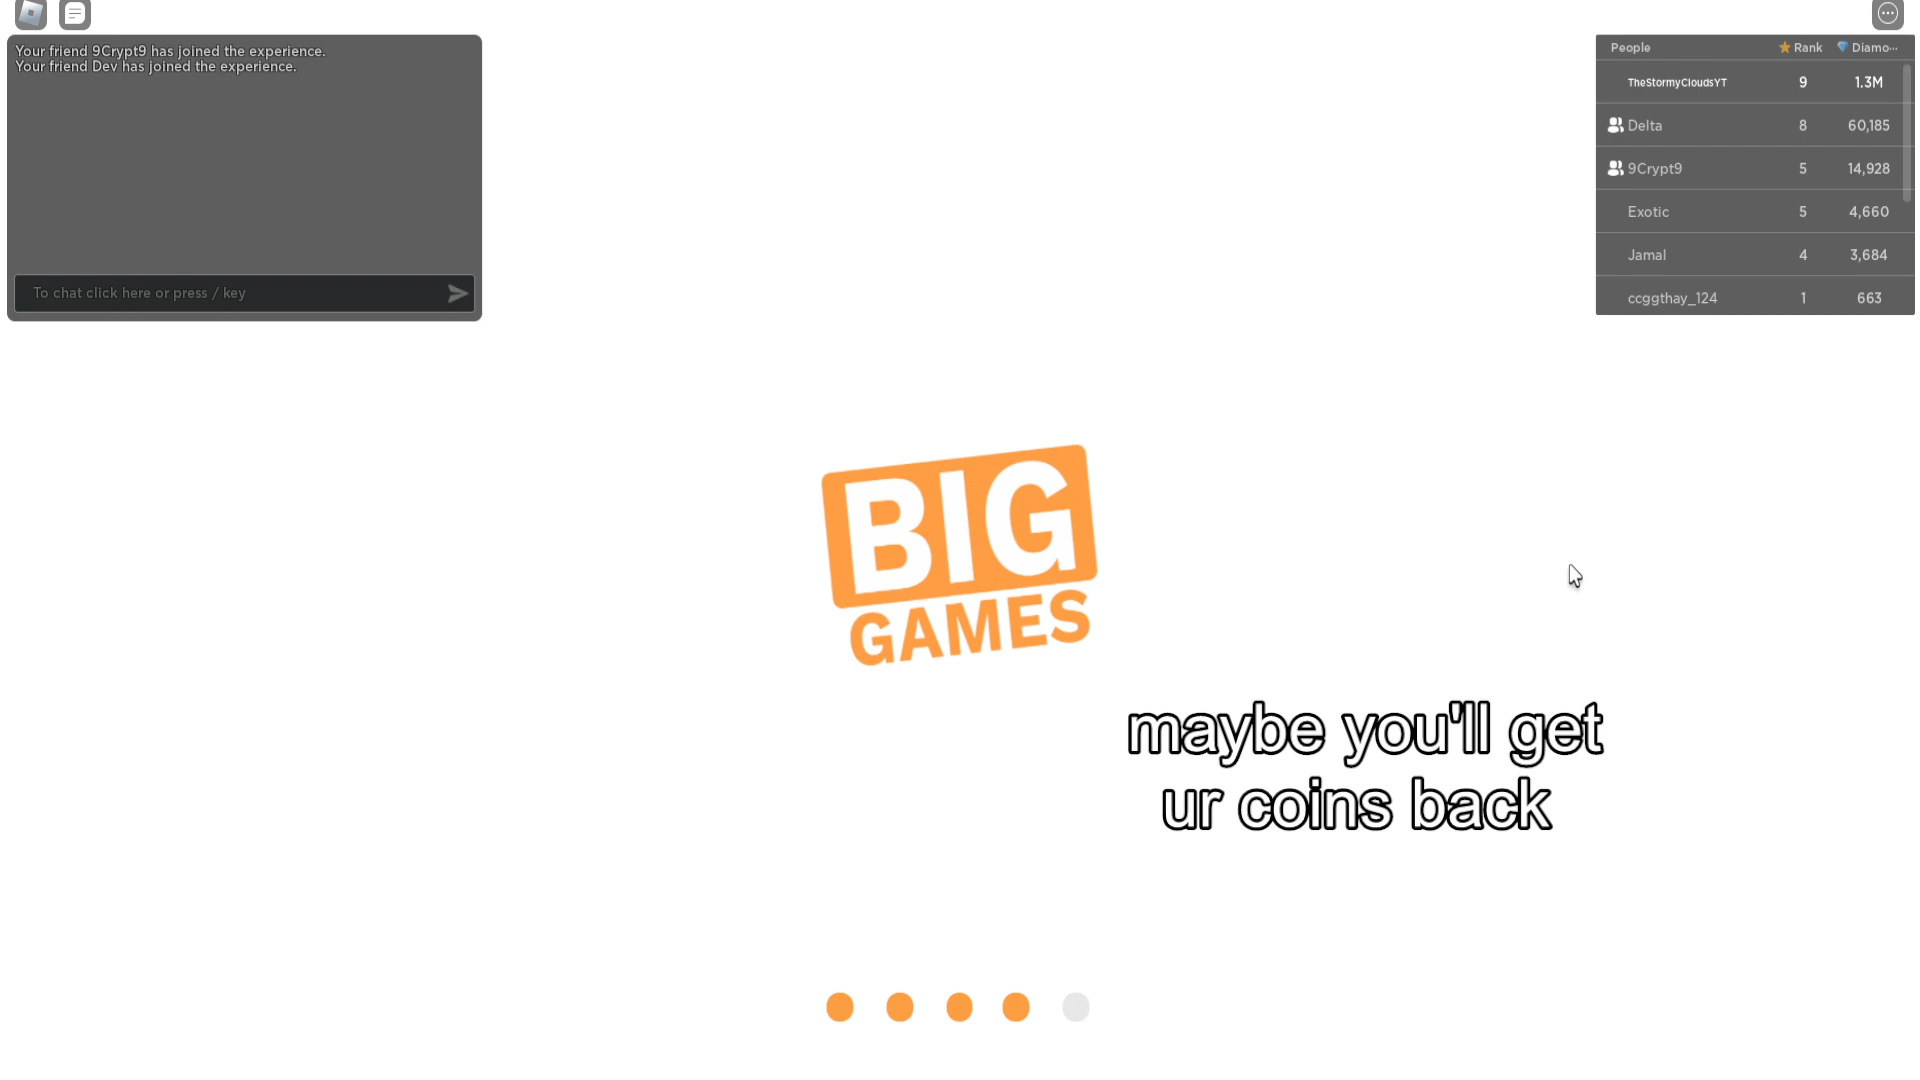 Your friend 9Crypt9 has joined the experience.
Your friend Dev has joined the experience.
To chat click here or press / key
People Rank Diamo...
TheStormyCloudsYT 9 1.3M
Delta 8 60,185
9Crypt9 5 14,928
Exotic 5 4,660
Jamal 4 3,684
ccggthay_124 1 663
BIG
GAMES
maybe you'll get
ur coins back